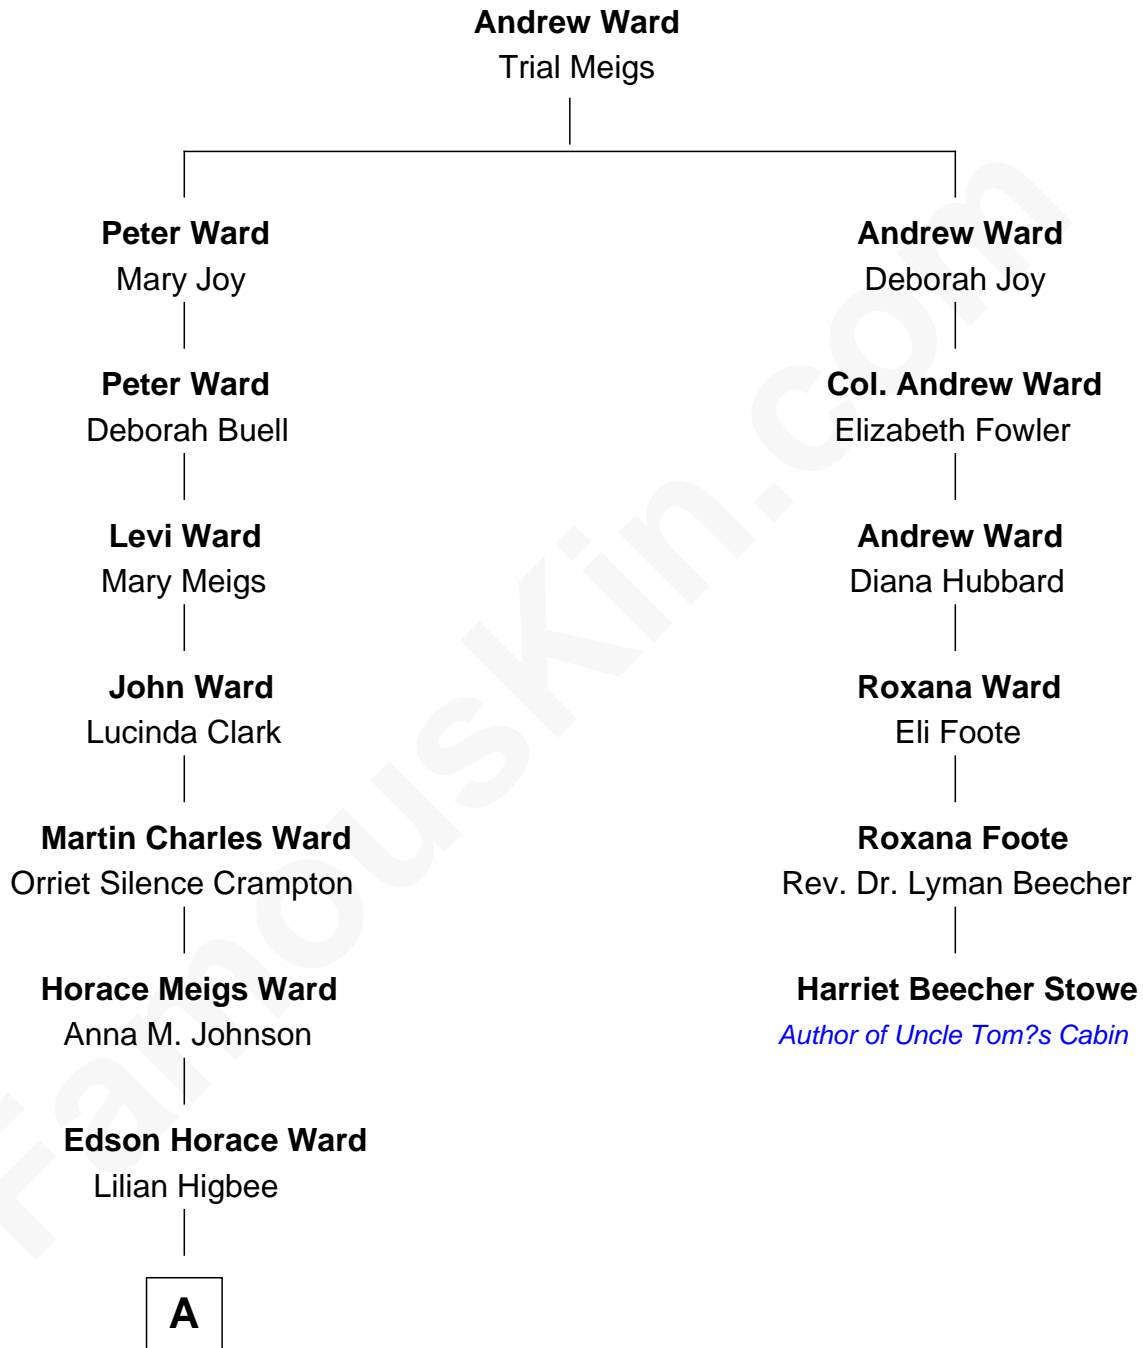 Andrew Ward
Trial Meigs
Peter Ward
Mary Joy
Andrew Ward
Deborah Joy
Peter Ward
Deborah Buell
Col. Andrew Ward
Elizabeth Fowler
Levi Ward
Mary Meigs
Andrew Ward
Diana Hubbard
John Ward
Lucinda Clark
Roxana Ward
Eli Foote
Martin Charles Ward
Orriet Silence Crampton
Roxana Foote
Rev. Dr. Lyman Beecher
Horace Meigs Ward
Anna M. Johnson
Harriet Beecher Stowe
Author of Uncle Tom?s Cabin
Edson Horace Ward
Lilian Higbee
A
FamousKin.com